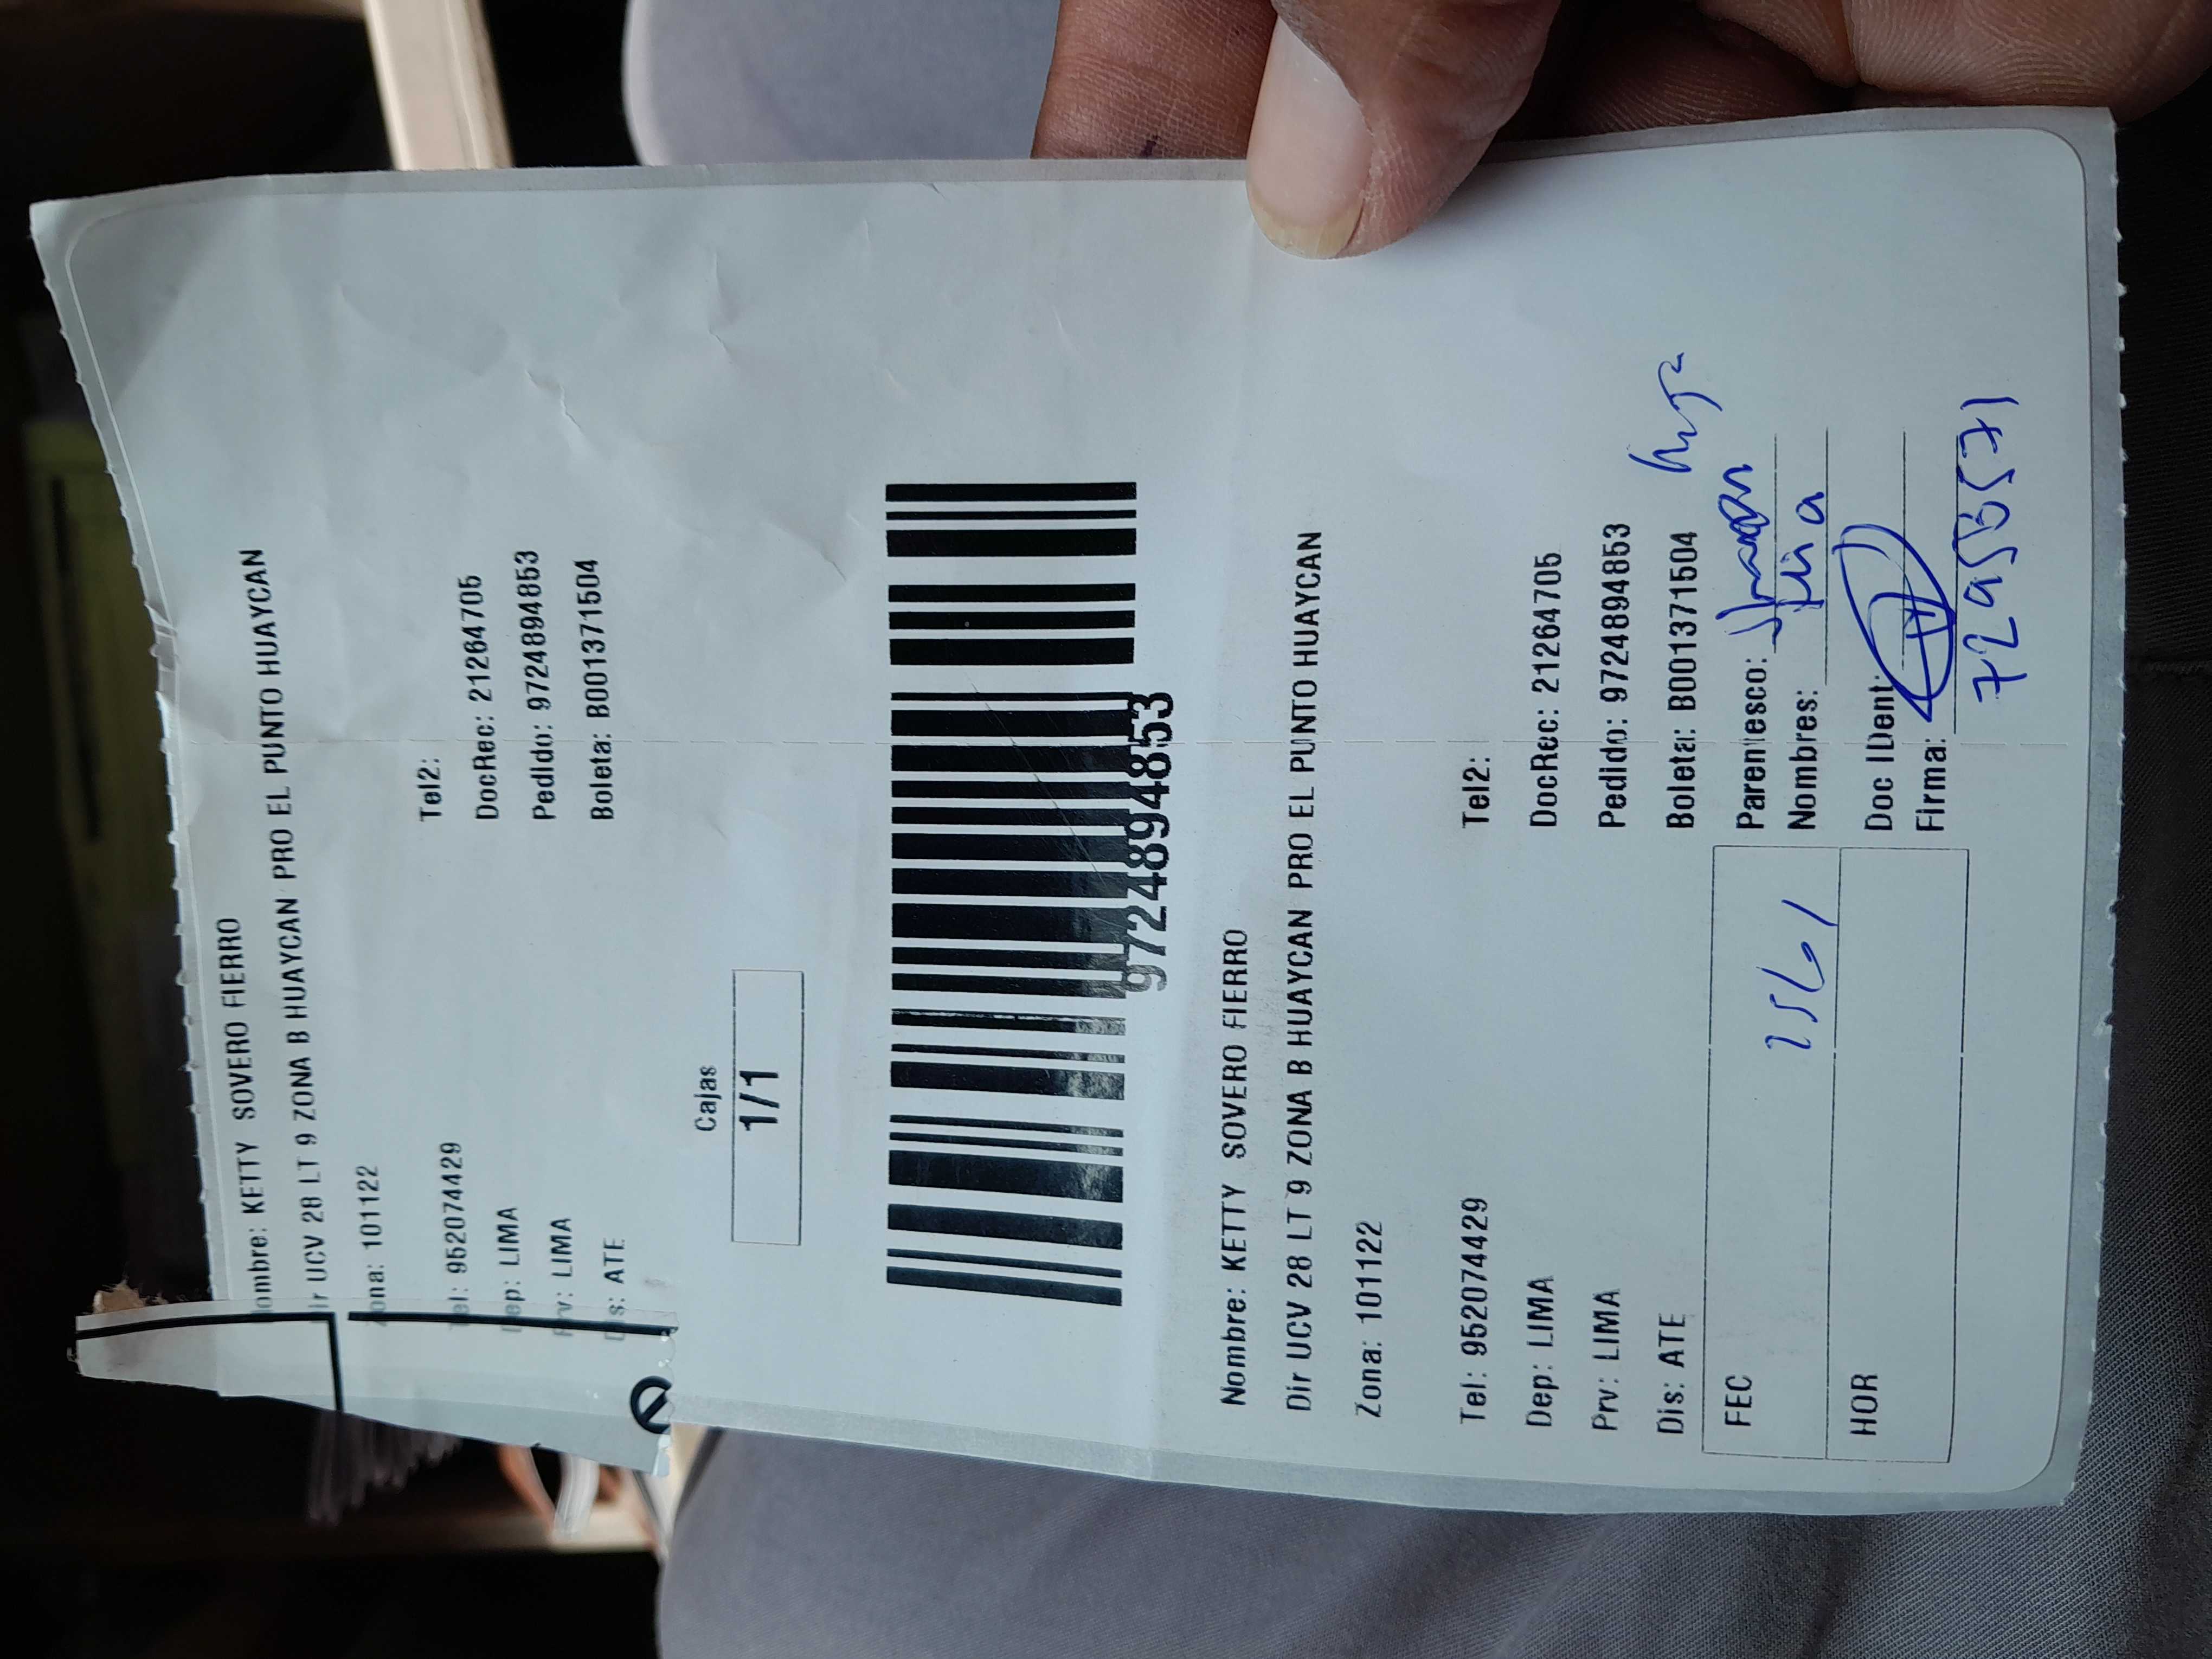 Nombre: KETTY SOVERO FIERRO
Dir UCV 28 LT 9 ZONA B HUAYCAN PRO EL PUNTO HUAYCAN
Zona: 101122
Tel: 952074429 Tel2:
Dep: LIMA DocRec: 21264705
Prv: LIMA Pedido: 9724894853
Dis: ATE Boleta: B001371504
Cajas
1/1
9724894853
Nombre: KETTY SOVERO FIERRO
Dir UCV 28 LT 9 ZONA B HUAYCAN PRO EL PUNTO HUAYCAN
Zona: 101122
Tel: 952074429 Tel2:
Dep: LIMA DocRec: 21264705
Prv: LIMA Pedido: 9724894853
Dis: ATE Boleta: B001371504
FEC Parentesco:
Nombres:
HOR Doc IDent:
Firma: